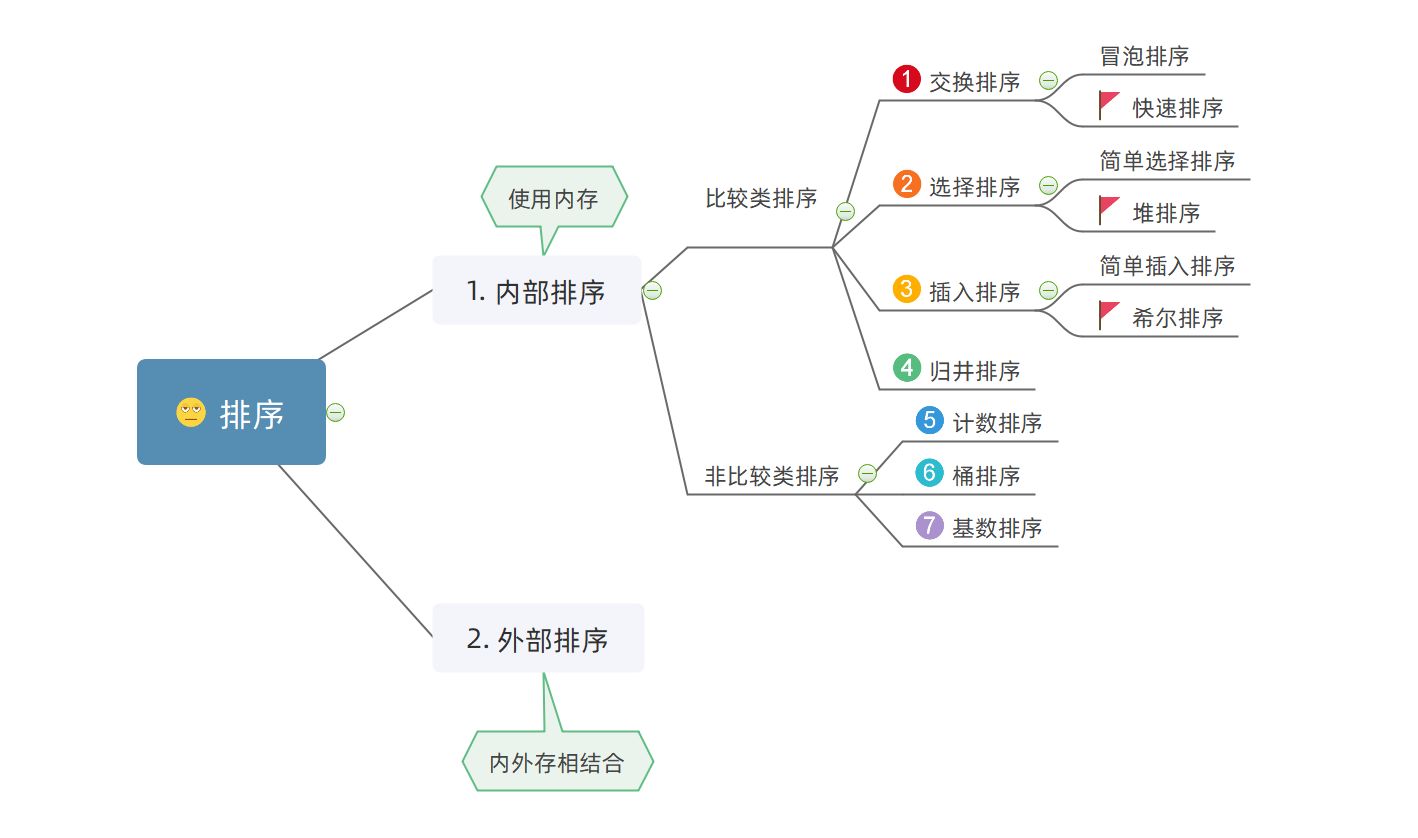 排序
使用内存
1. 内部排序
比较类排序
1 交换排序
冒泡排序
快速排序
2 选择排序
简单选择排序
堆排序
3 插入排序
简单插入排序
希尔排序
4 归井排序
非比较类排序
5 计数排序
6 桶排序
7 基数排序
2. 外部排序
内外存相结合